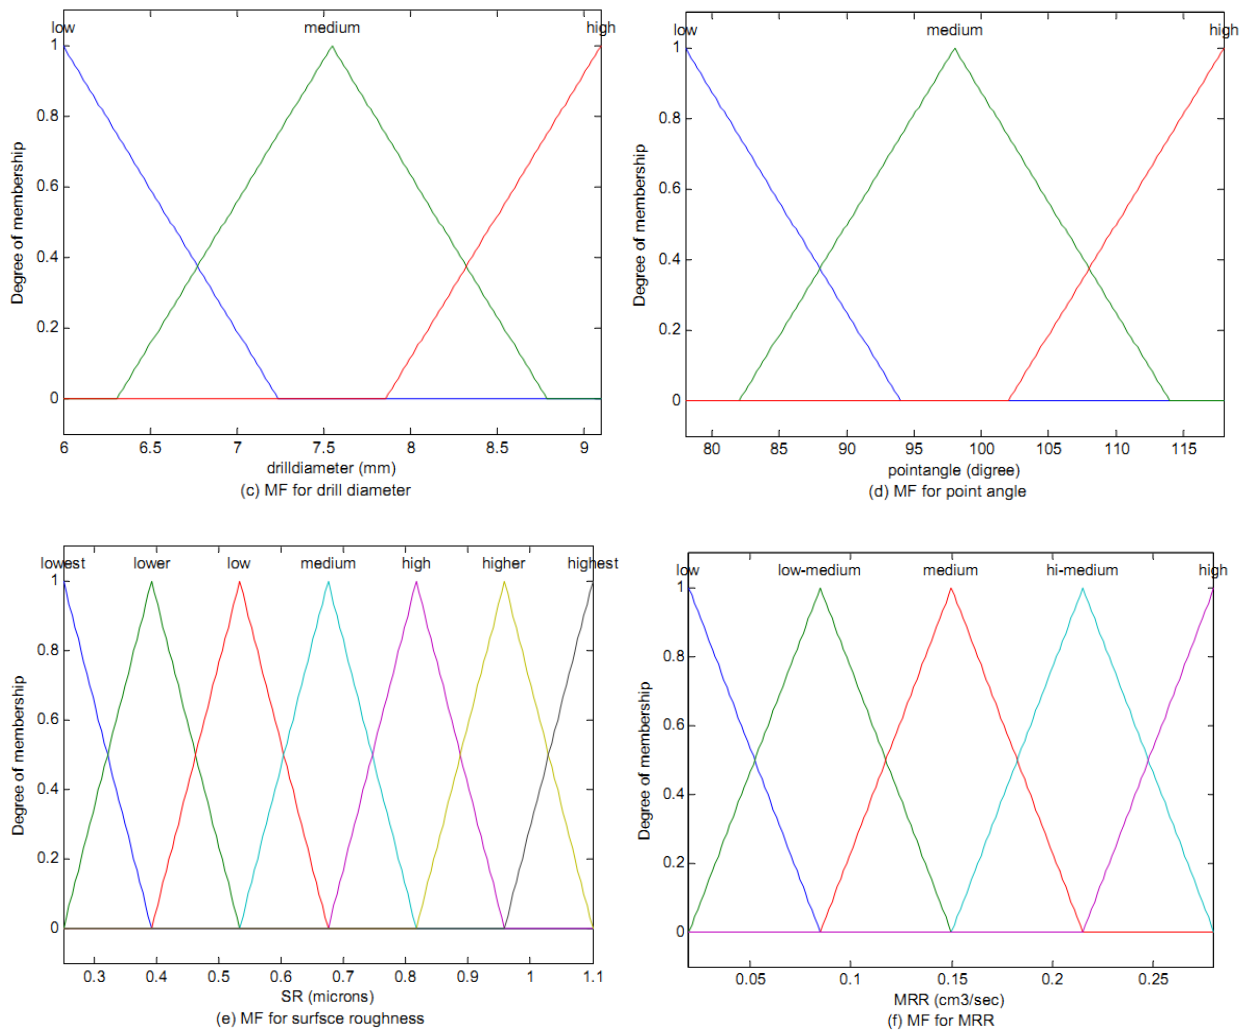 low medium high
1
0.8
0.6
0.4
0.2
0
Degree of membership
6 6.5 7 7.5 8 8.5 9
drilldiameter (mm)
(c) MF for drill diameter
low medium high
1
0.8
0.6
0.4
0.2
0
Degree of membership
80 85 90 95 100 105 110 115
pointangle (digree)
(d) MF for point angle
lowest lower low medium high higher highest
1
0.8
0.6
0.4
0.2
0
Degree of membership
0.3 0.4 0.5 0.6 0.7 0.8 0.9 1 1.1
SR (microns)
(e) MF for surfsce roughness
low low-medium medium hi-medium high
1
0.8
0.6
0.4
0.2
0
Degree of membership
0.05 0.1 0.15 0.2 0.25
MRR (cm3/sec)
(f) MF for MRR